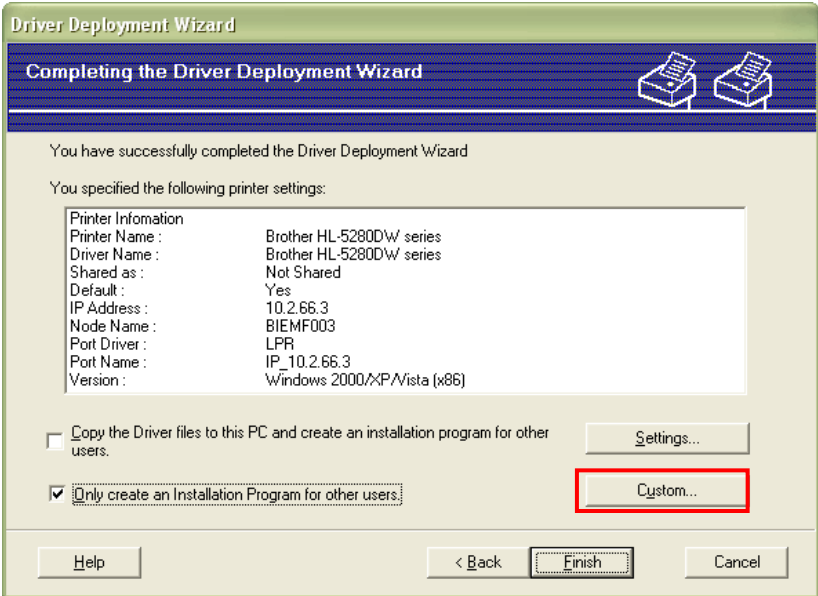 Driver Deployment Wizard
Completing the Driver Deployment Wizard
You have successfully completed the Driver Deployment Wizard
You specified the following printer settings:
Printer Infomation
Printer Name : Brother HL-5280DW series
Driver Name : Brother HL-5280DW series
Shared as : Not Shared
Default : Yes
IP Address : 10.2.66.3
Node Name : BIEMF003
Port Driver : LPR
Port Name : IP_10.2.66.3
Version : Windows 2000/XP/Vista (x86)
Copy the Driver files to this PC and create an installation program for other
users.
Settings...
Only create an Installation Program for other users.
Custom...
Help
< Back
Finish
Cancel